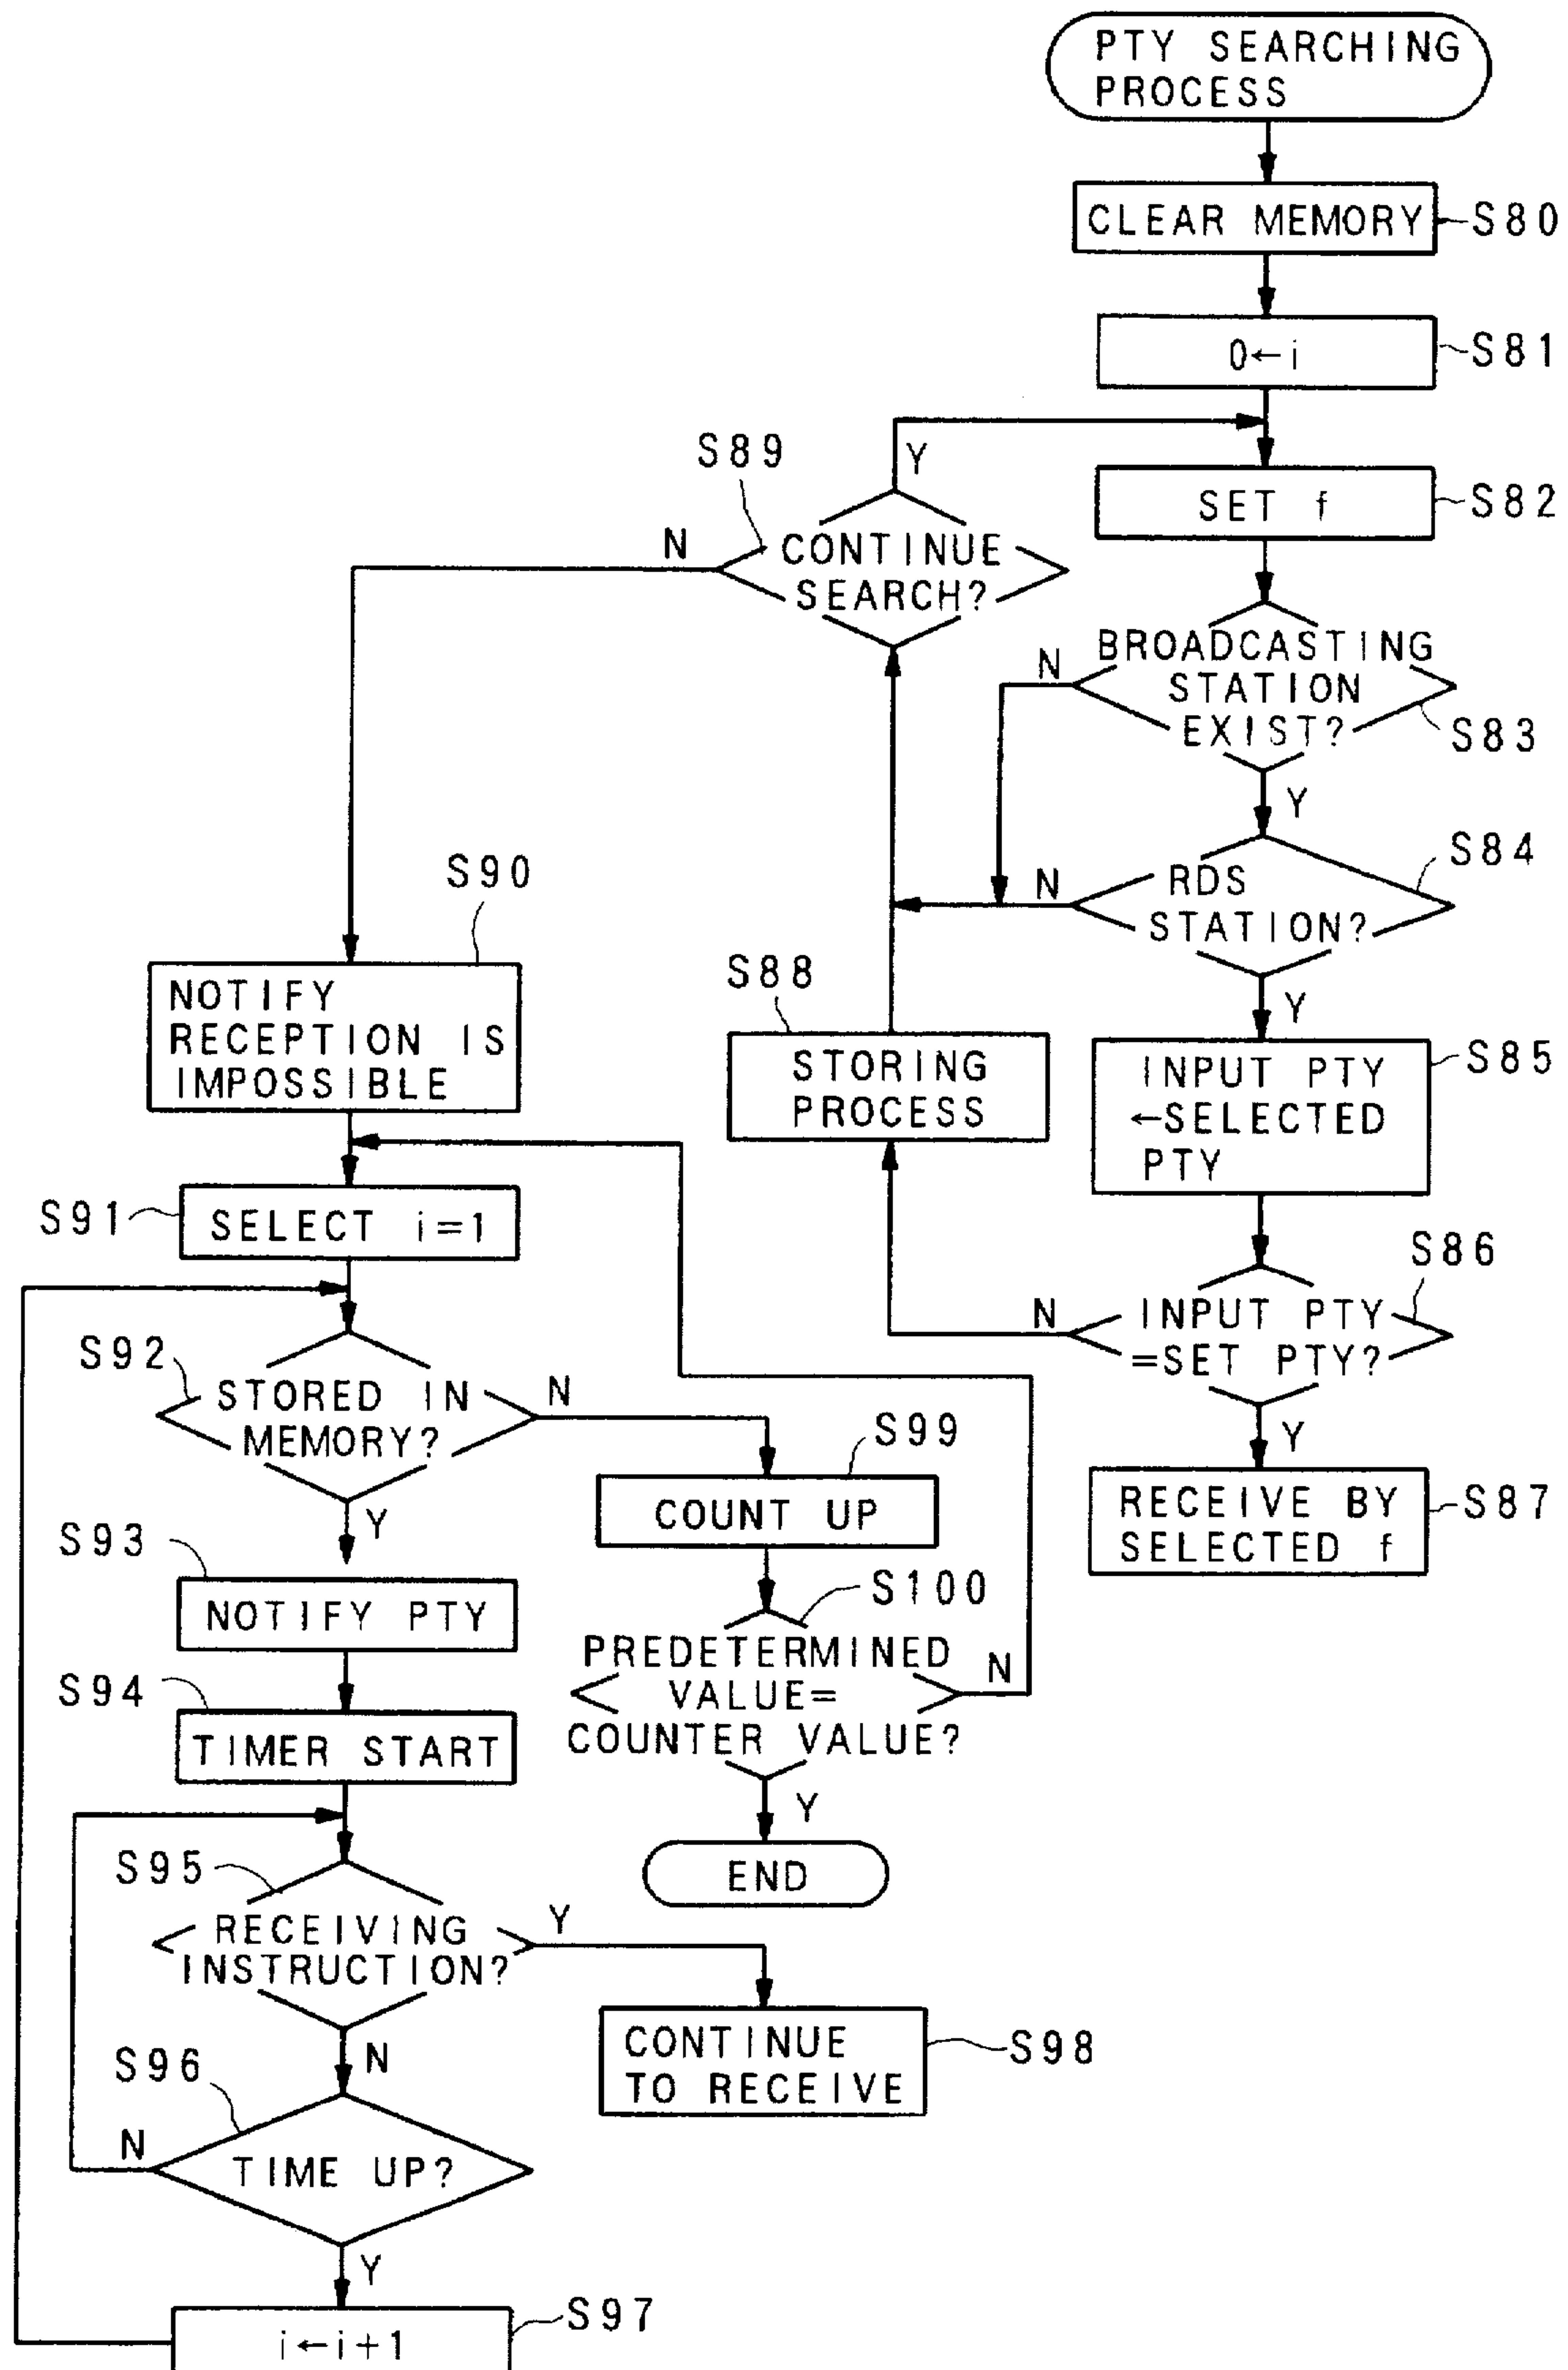 PTY SEARCHING
PROCESS
CLEAR MEMORY
S80
0←i
S81
SET f
S82
BROADCASTING
STATION
EXIST?
S83
N
Y
RDS
STATION?
S84
N
Y
INPUT PTY
←SELECTED
PTY
S85
INPUT PTY
=SET PTY?
S86
N
Y
RECEIVE BY
SELECTED f
S87
STORING
PROCESS
S88
CONTINUE
SEARCH?
S89
Y
N
NOTIFY
RECEPTION IS
IMPOSSIBLE
S90
SELECT i=1
S91
STORED IN
MEMORY?
S92
N
Y
NOTIFY PTY
S93
TIMER START
S94
RECEIVING
INSTRUCTION?
S95
Y
N
TIME UP?
S96
N
Y
i←i+1
S97
CONTINUE
TO RECEIVE
S98
COUNT UP
S99
PREDETERMINED
VALUE=
COUNTER VALUE?
S100
N
Y
END